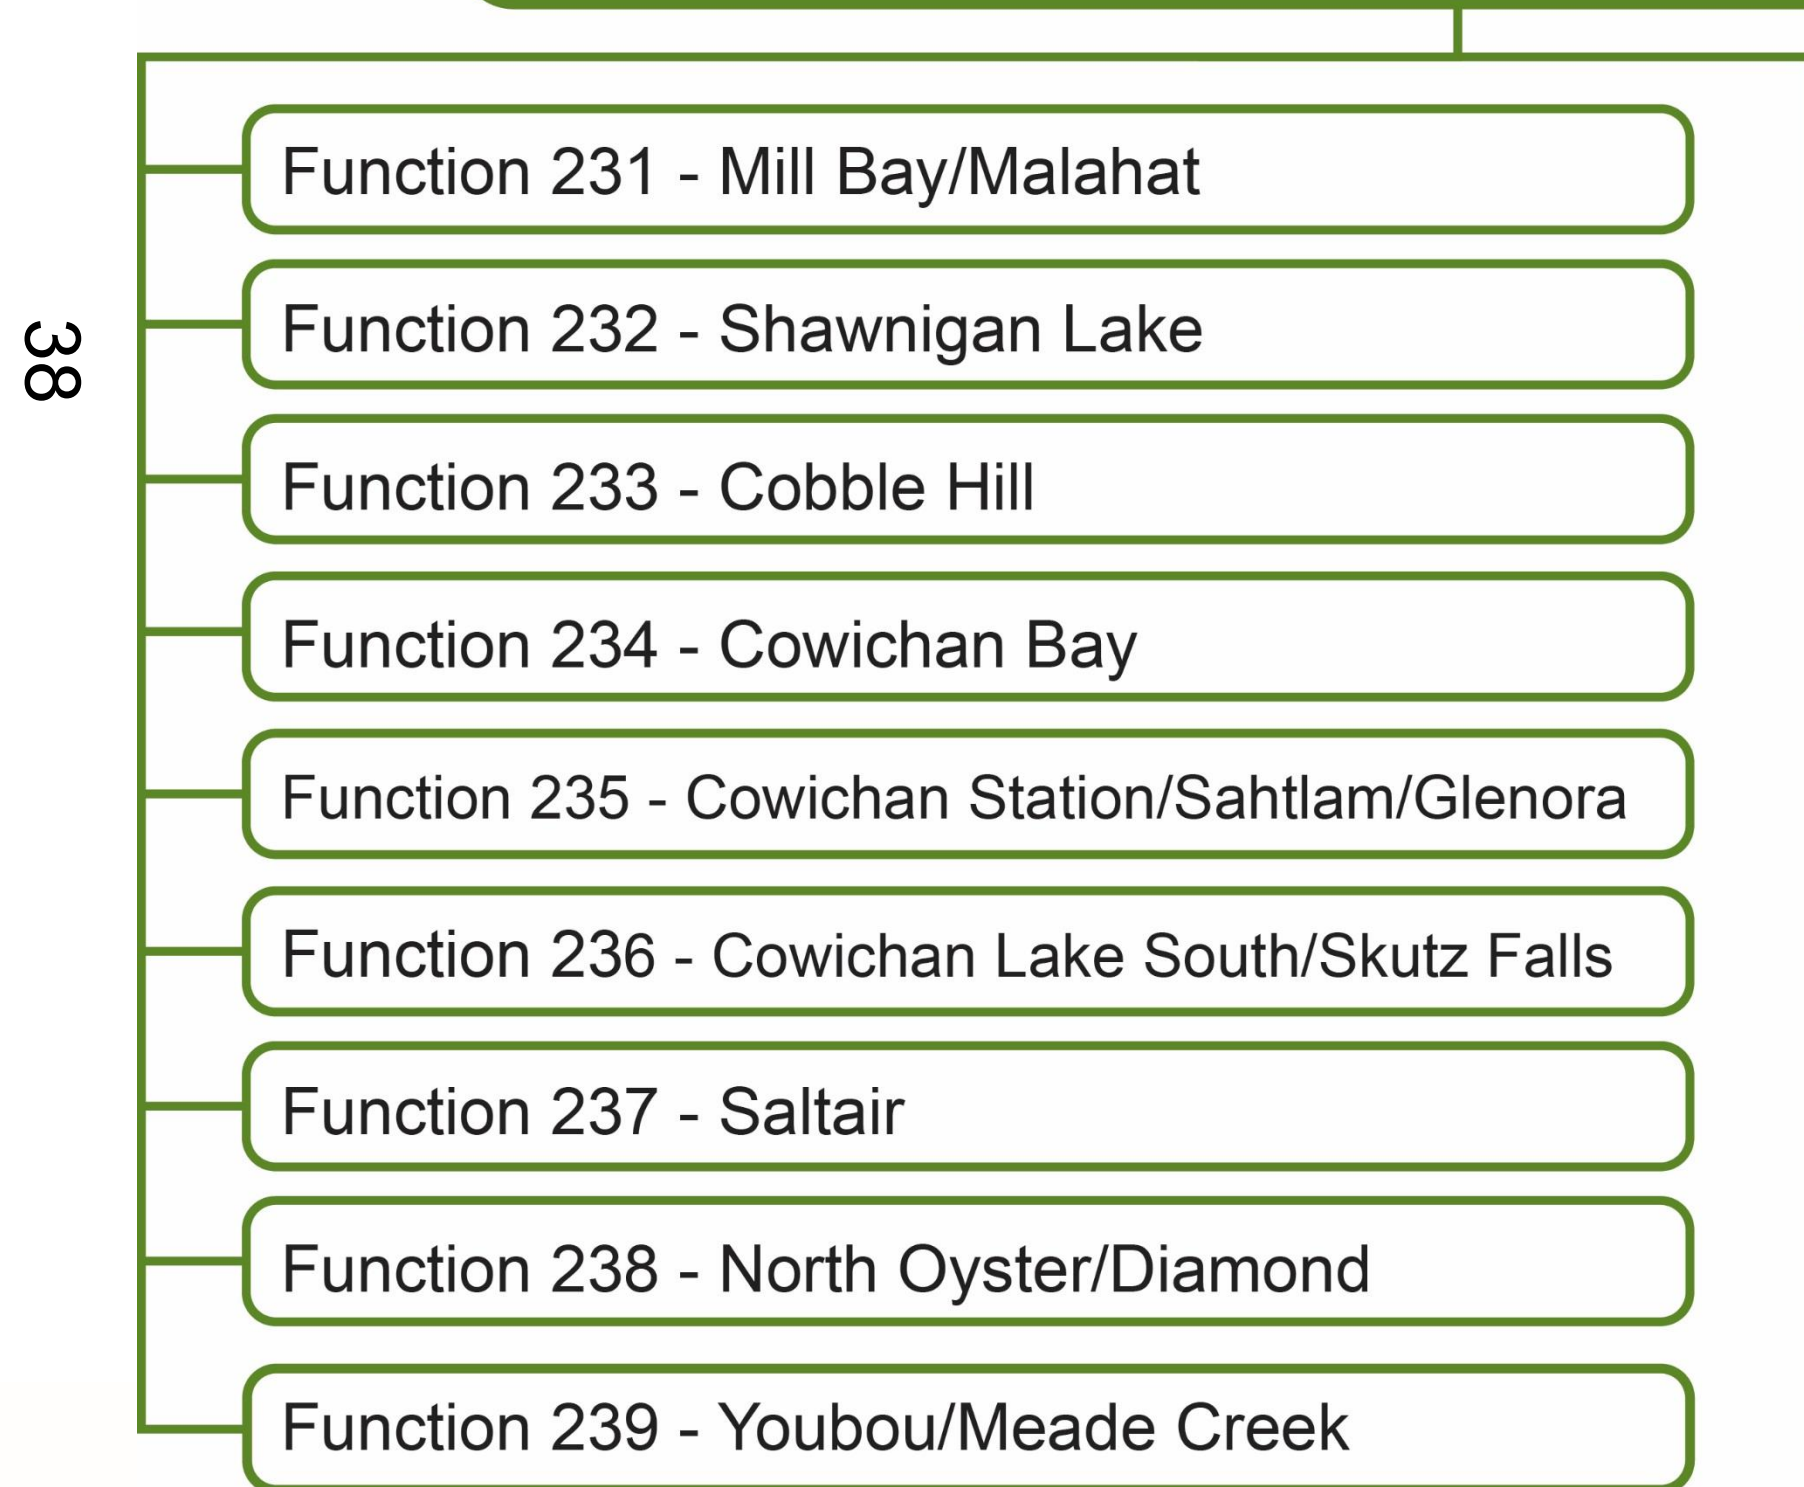 38
Function 231 - Mill Bay/Malahat
Function 232 - Shawnigan Lake
Function 233 - Cobble Hill
Function 234 - Cowichan Bay
Function 235 - Cowichan Station/Sahtlam/Glenora
Function 236 - Cowichan Lake South/Skutz Falls
Function 237 - Saltair
Function 238 - North Oyster/Diamond
Function 239 - Youbou/Meade Creek